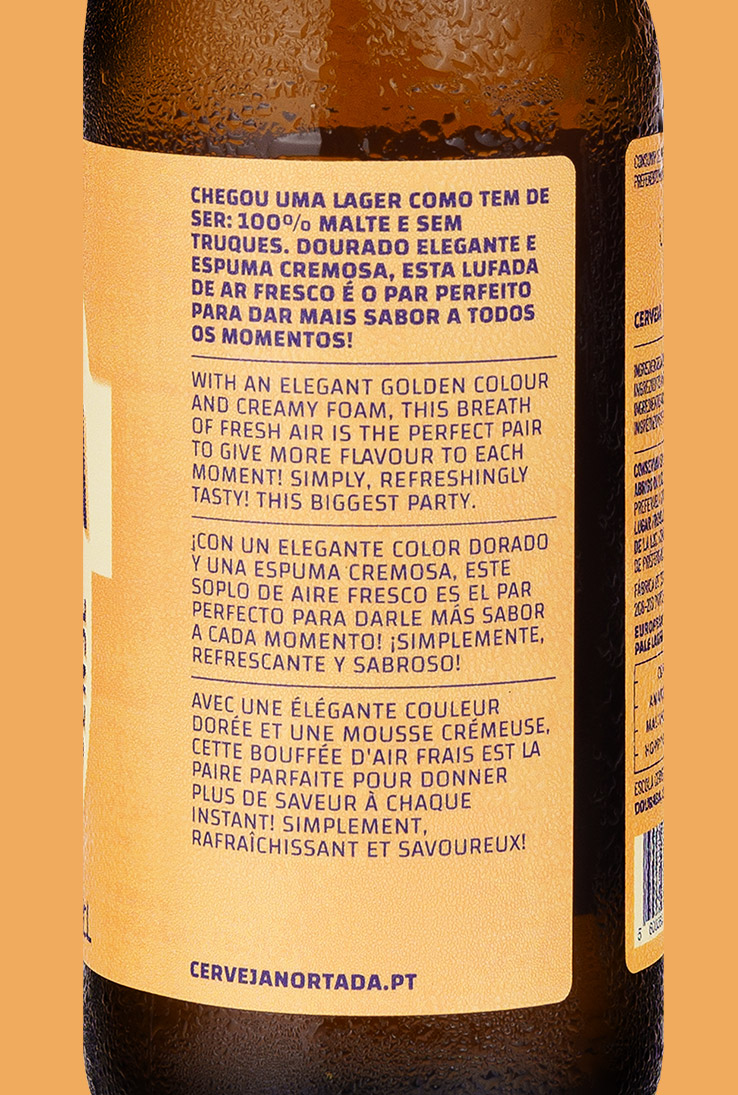 CHEGOU UMA LAGER COMO TEM DE
SER: 100% MALTE E SEM
TRUQUES. DOURADO ELEGANTE E
ESPUMA CREMOSA, ESTA LUFADA
DE AR FRESCO É O PAR PERFEITO
PARA DAR MAIS SABOR A TODOS
OS MOMENTOS!
WITH AN ELEGANT GOLDEN COLOUR
AND CREAMY FOAM, THIS BREATH
OF FRESH AIR IS THE PERFECT PAIR
TO GIVE MORE FLAVOUR TO EACH
MOMENT! SIMPLY, REFRESHINGLY
TASTY! THIS BIGGEST PARTY.
¡CON UN ELEGANTE COLOR DORADO
Y UNA ESPUMA CREMOSA, ESTE
SOPLO DE AIRE FRESCO ES EL PAR
PERFECTO PARA DARLE MÁS SABOR
A CADA MOMENTO! ¡SIMPLEMENTE,
REFRESCANTE Y SABROSO!
AVEC UNE ÉLÉGANTE COULEUR
DORÉE ET UNE MOUSSE CRÉMEUSE,
CETTE BOUFFÉE D'AIR FRAIS EST LA
PAIRE PARFAITE POUR DONNER
PLUS DE SAVEUR À CHAQUE
INSTANT! SIMPLEMENT,
RAFRAÎCHISSANT ET SAVOUREUX!
CERVEJANORTADA.PT